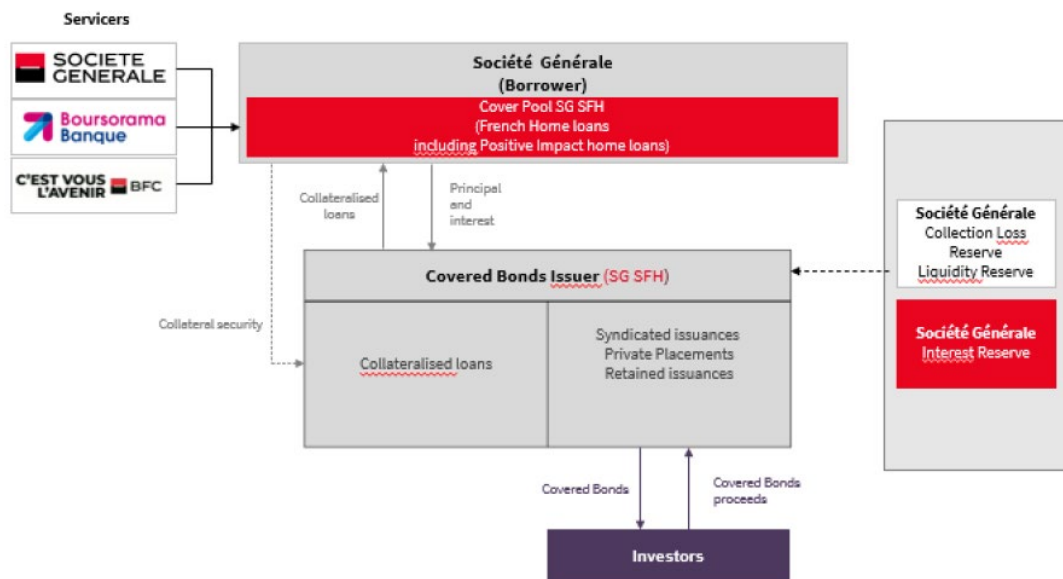 Servicers
SOCIETE
GENERALE
Boursorama
Banque
C'EST VOUS
L'AVENIR BFC
Société Générale
(Borrower)
Cover Pool SG SFH
(French Home loans
including Positive Impact home loans)
Collateralised
loans
Principal
and
interest
Société Générale
Collection Loss
Reserve
Liquidity Reserve
Société Générale
Interest Reserve
Covered Bonds Issuer (SG SFH)
Collateral security
Collateralised loans
Syndicated issuances
Private Placements
Retained issuances
Covered Bonds
Covered Bonds
proceeds
Investors